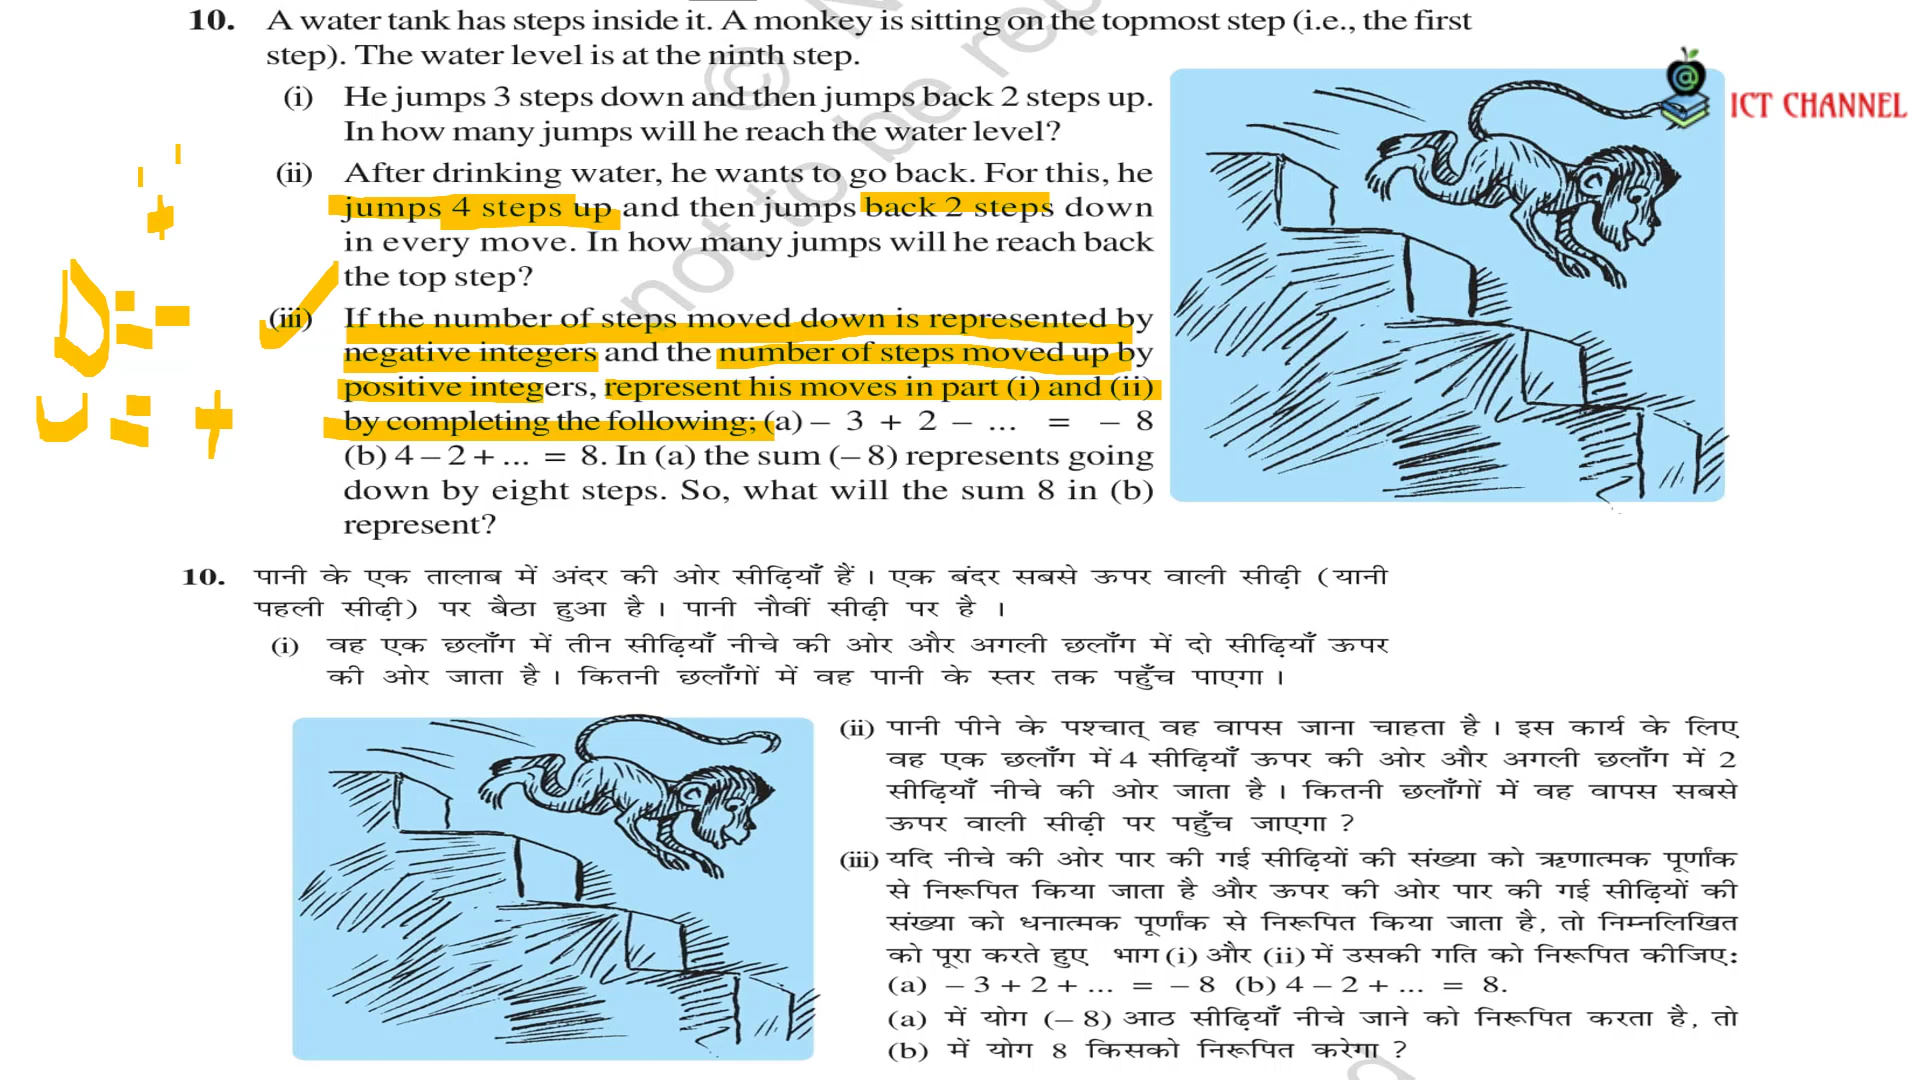 10. A water tank has steps inside it. A monkey is sitting on the topmost step (i.e., the first
step). The water level is at the ninth step.
(i) He jumps 3 steps down and then jumps back 2 steps up.
In how many jumps will he reach the water level?
(ii) After drinking water, he wants to go back. For this, he
jumps 4 steps up and then jumps back 2 steps down
in every move. In how many jumps will he reach back
the top step?
(iii) If the number of steps moved down is represented by
negative integers and the number of steps moved up by
positive integers, represent his moves in part (i) and (ii)
by completing the following; (a) – 3 + 2 – ... = – 8
(b) 4 – 2 + ... = 8. In (a) the sum (– 8) represents going
down by eight steps. So, what will the sum 8 in (b)
represent?
ICT CHANNEL
D = -
U = +
© N
not to be rep
10. पानी के एक तालाब में अंदर की ओर सीढ़ियाँ हैं । एक बंदर सबसे ऊपर वाली सीढ़ी (यानी
पहली सीढ़ी) पर बैठा हुआ है । पानी नौवीं सीढ़ी पर है ।
(i) वह एक छलाँग में तीन सीढ़ियाँ नीचे की ओर और अगली छलाँग में दो सीढ़ियाँ ऊपर
की ओर जाता है । कितनी छलाँगों में वह पानी के स्तर तक पहुँच पाएगा ।
(ii) पानी पीने के पश्चात् वह वापस जाना चाहता है । इस कार्य के लिए
वह एक छलाँग में 4 सीढ़ियाँ ऊपर की ओर और अगली छलाँग में 2
सीढ़ियाँ नीचे की ओर जाता है । कितनी छलाँगों में वह वापस सबसे
ऊपर वाली सीढ़ी पर पहुँच जाएगा ?
(iii) यदि नीचे की ओर पार की गई सीढ़ियों की संख्या को ऋणात्मक पूर्णांक
से निरूपित किया जाता है और ऊपर की ओर पार की गई सीढ़ियों की
संख्या को धनात्मक पूर्णांक से निरूपित किया जाता है, तो निम्नलिखित
को पूरा करते हुए भाग (i) और (ii) में उसकी गति को निरूपित कीजिए:
(a) – 3 + 2 + ... = – 8 (b) 4 – 2 + ... = 8.
(a) में योग (– 8) आठ सीढ़ियाँ नीचे जाने को निरूपित करता है, तो
(b) में योग 8 किसको निरूपित करेगा ?